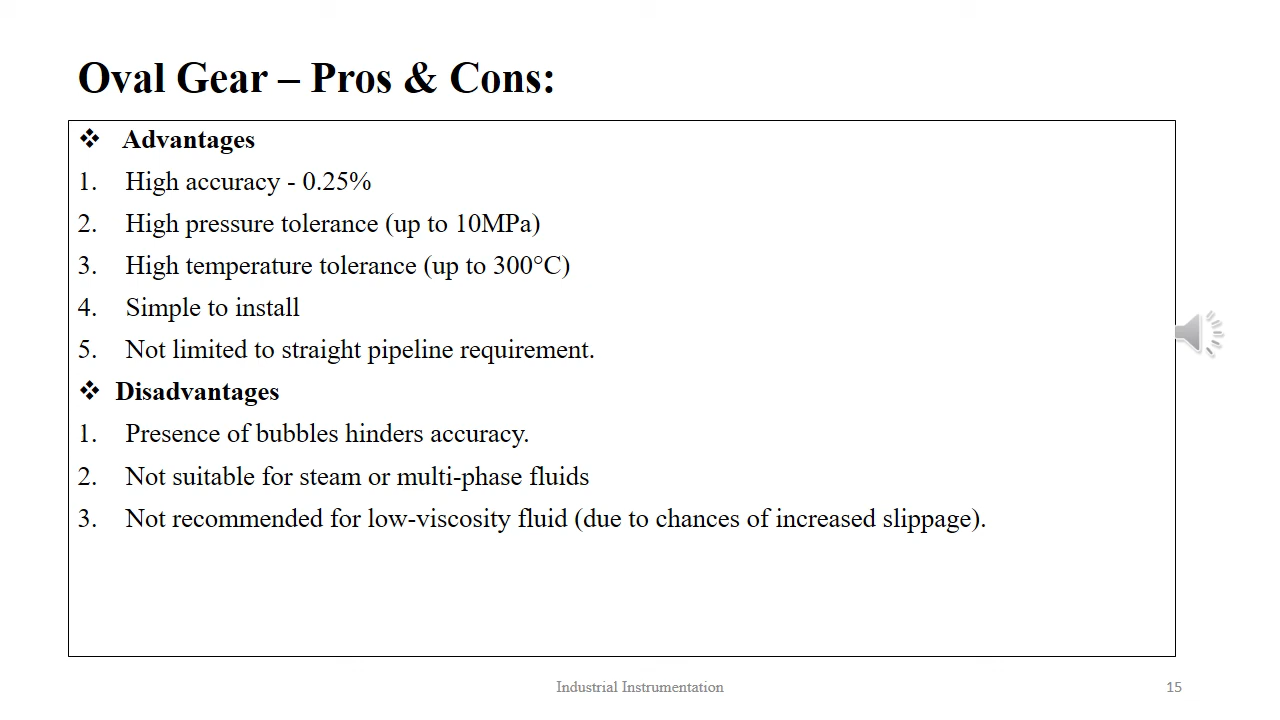 Oval Gear – Pros & Cons:
❖ Advantages
1. High accuracy - 0.25%
2. High pressure tolerance (up to 10MPa)
3. High temperature tolerance (up to 300°C)
4. Simple to install
5. Not limited to straight pipeline requirement.
❖ Disadvantages
1. Presence of bubbles hinders accuracy.
2. Not suitable for steam or multi-phase fluids
3. Not recommended for low-viscosity fluid (due to chances of increased slippage).
Industrial Instrumentation
15